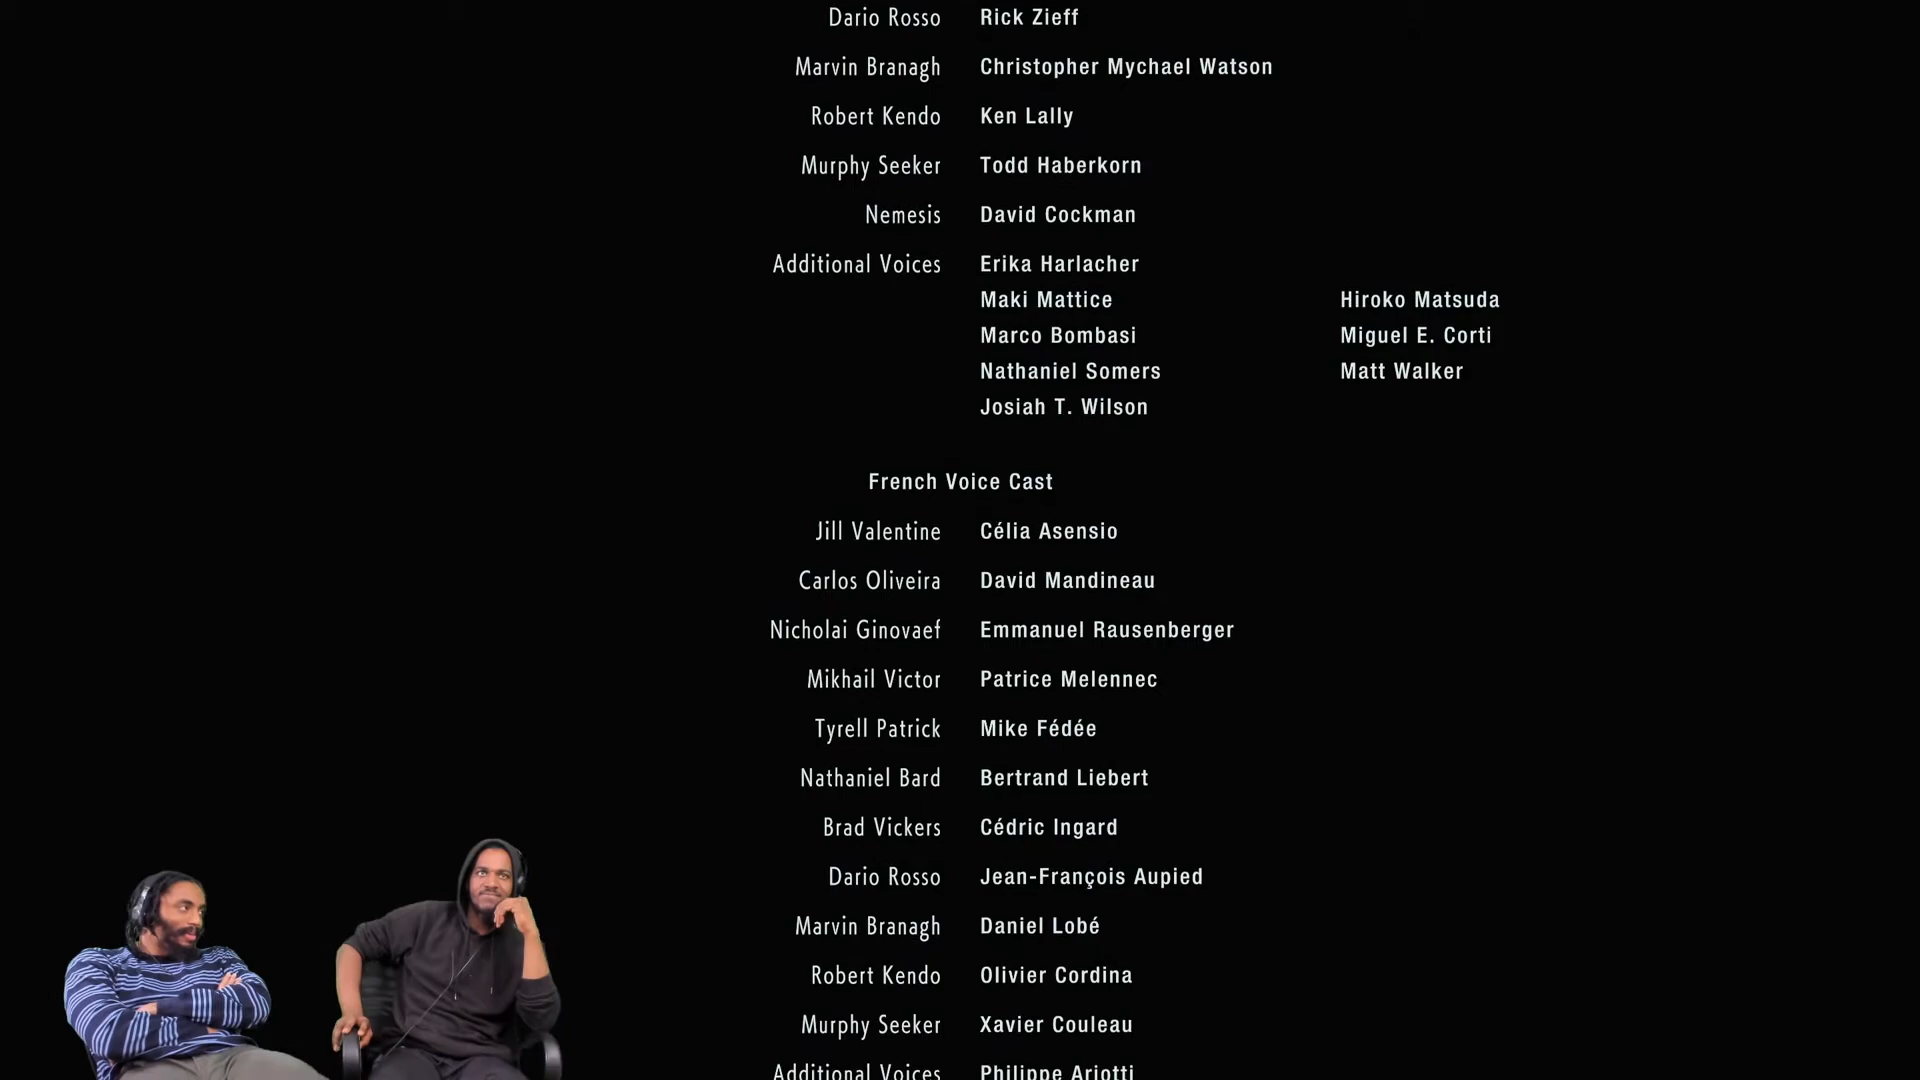 Dario Rosso Rick Zieff
Marvin Branagh Christopher Mychael Watson
Robert Kendo Ken Lally
Murphy Seeker Todd Haberkorn
Nemesis David Cockman
Additional Voices Erika Harlacher
Maki Mattice Hiroko Matsuda
Marco Bombasi Miguel E. Corti
Nathaniel Somers Matt Walker
Josiah T. Wilson
French Voice Cast
Jill Valentine Célia Asensio
Carlos Oliveira David Mandineau
Nicholai Ginovaef Emmanuel Rausenberger
Mikhail Victor Patrice Melennec
Tyrell Patrick Mike Fédée
Nathaniel Bard Bertrand Liebert
Brad Vickers Cédric Ingard
Dario Rosso Jean-François Aupied
Marvin Branagh Daniel Lobé
Robert Kendo Olivier Cordina
Murphy Seeker Xavier Couleau
Additional Voices Philippe Ariotti